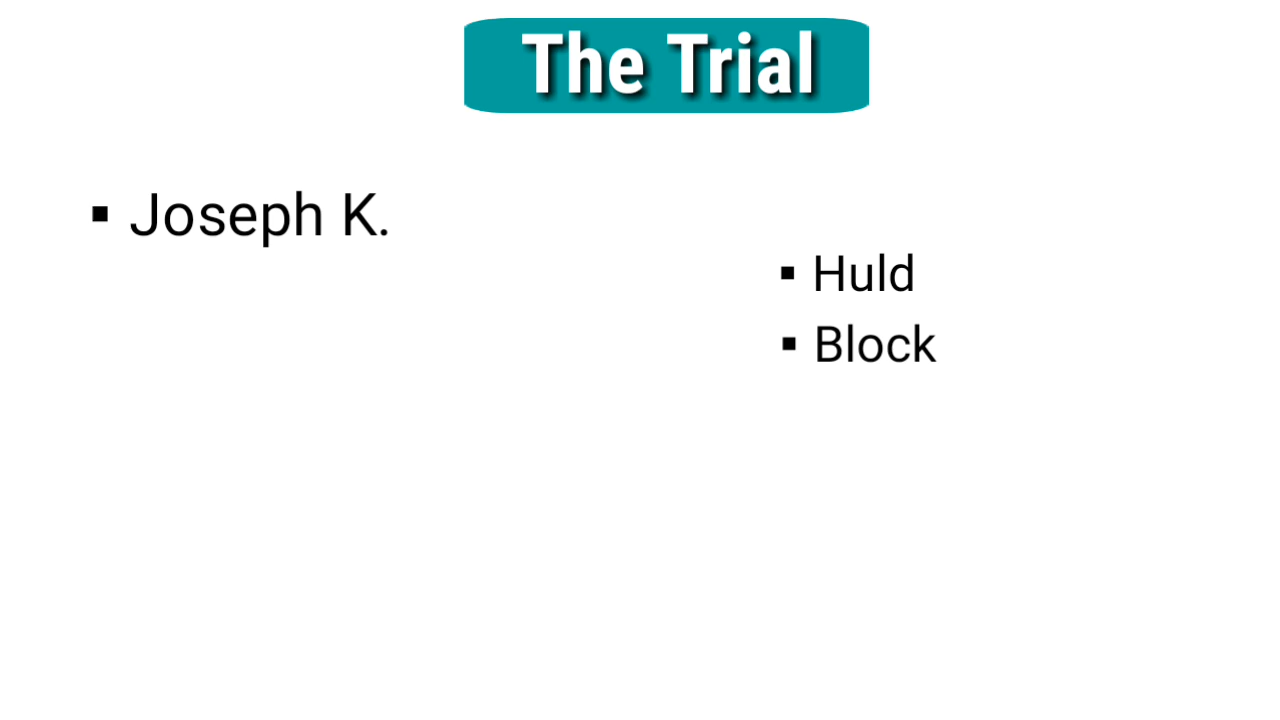 The Trial
▪ Joseph K.
▪ Huld
▪ Block